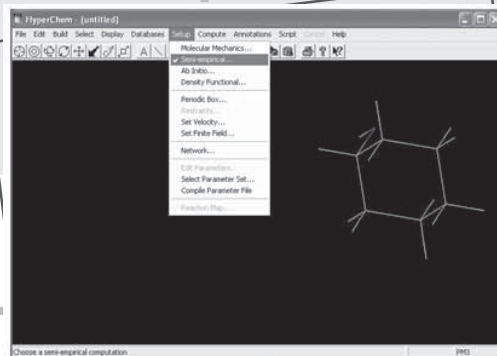 HyperChem - [untitled]
File Edit Build Select Display Databases Setup Compute Annotations Script Cancel Help
Molecular Mechanics...
Semi-empirical...
Ab Initio...
Density Functional...
Periodic Box...
Restraints...
Set Velocity...
Set Finite Field...
Network...
Edit Parameters...
Select Parameter Set...
Compile Parameter File
Reaction Map...
Choose a semi-empirical computation PM3